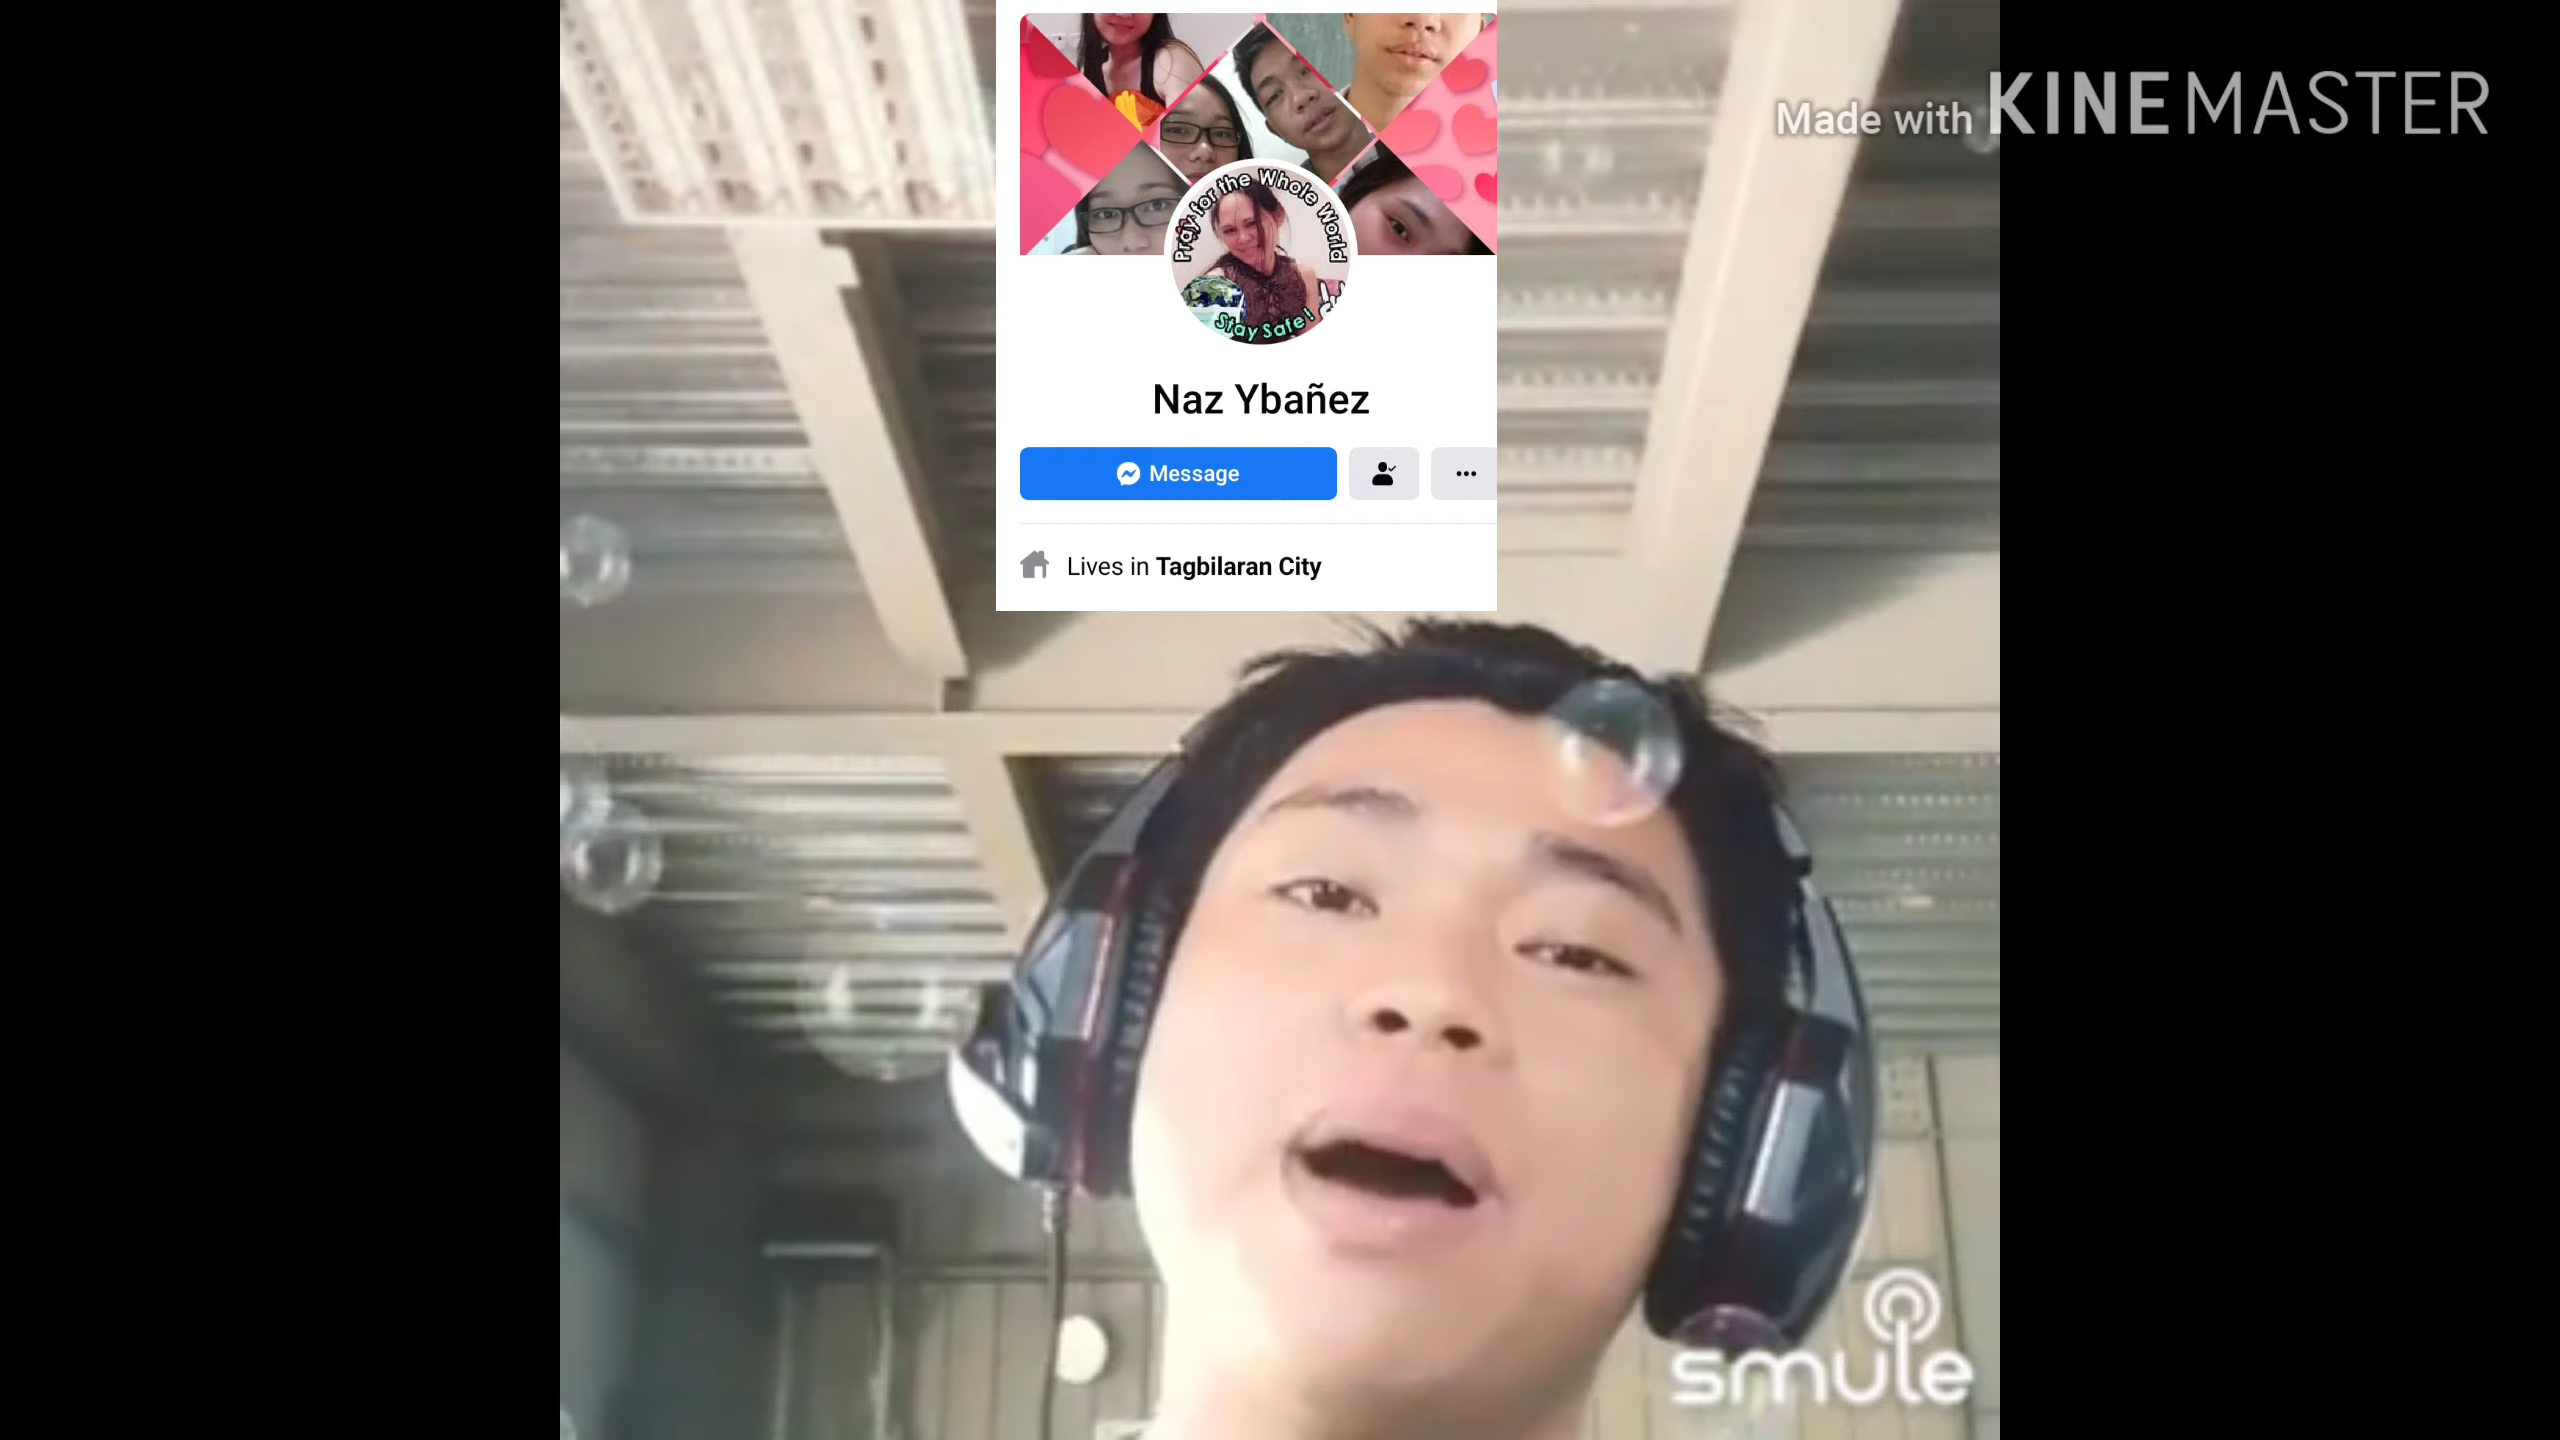 Made with KINEMASTER
Pray for the Whole World
Stay Safe!
Naz Ybañez
Message
Lives in Tagbilaran City
smule